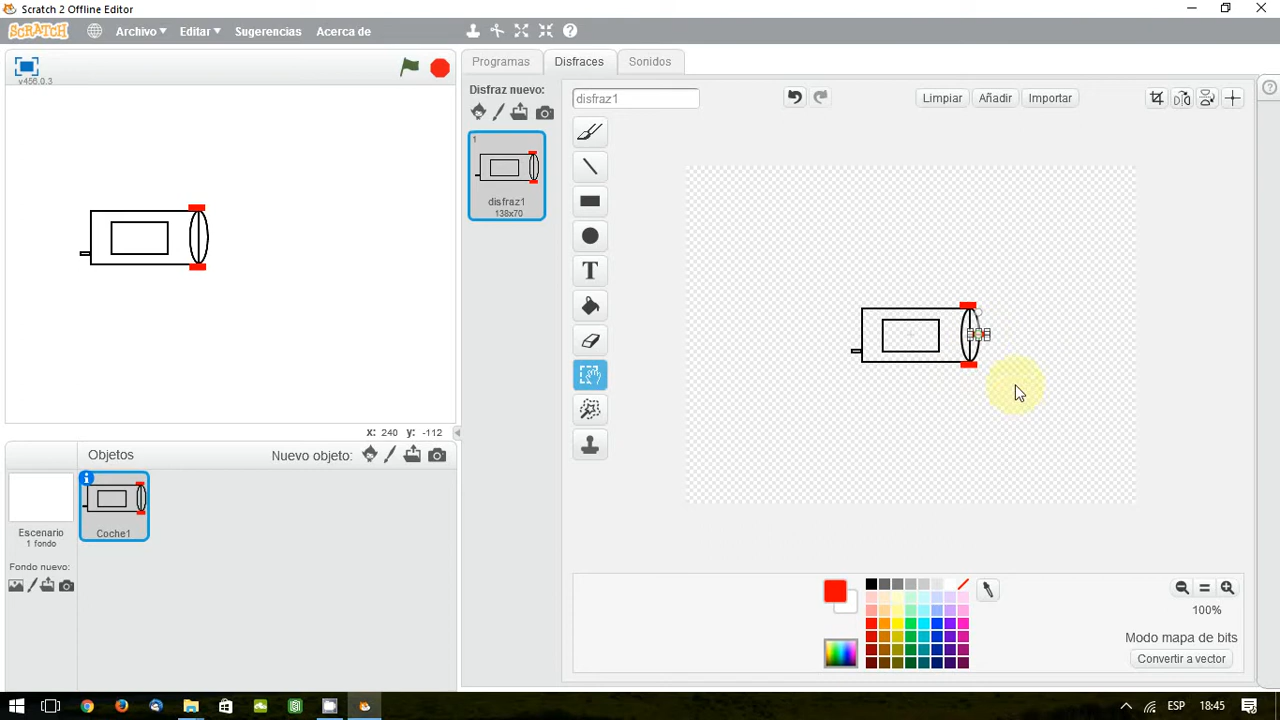 Scratch 2 Offline Editor
SCRATCH Archivo Editar Sugerencias Acerca de
v456.0.3
Programas Disfraces Sonidos
Disfraz nuevo:
disfraz1
Limpiar Añadir Importar
1
disfraz1
138x70
T
x: 240 y: -112
Objetos Nuevo objeto:
Escenario
1 fondo
Coche1
Fondo nuevo:
100%
Modo mapa de bits
Convertir a vector
ESP 18:45